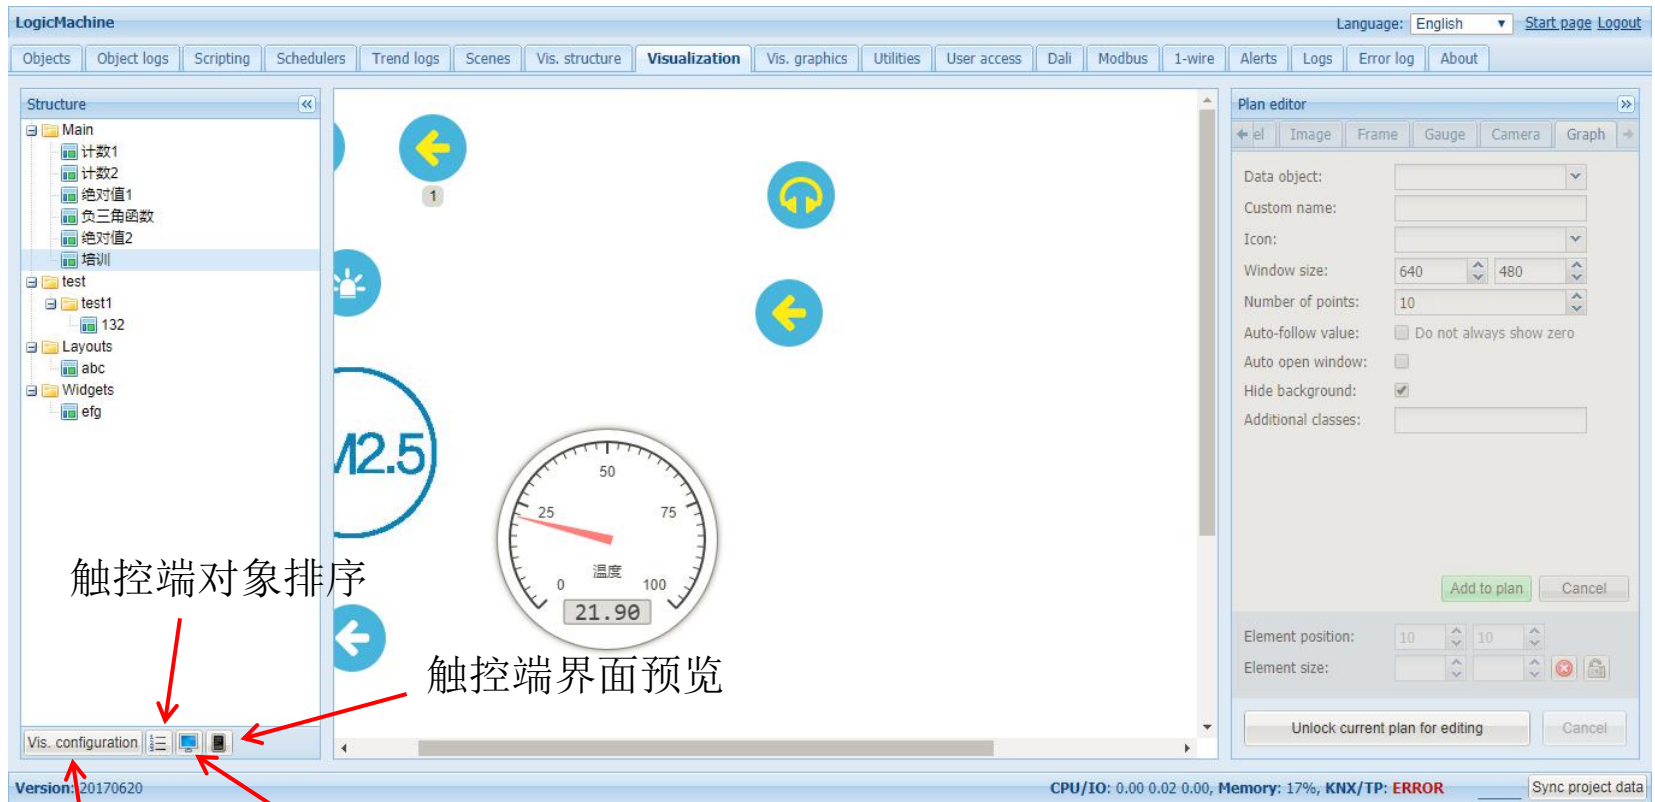 LogicMachine
Language: English Start page Logout
Objects Object logs Scripting Schedulers Trend logs Scenes Vis. structure Visualization Vis. graphics Utilities User access Dali Modbus 1-wire Alerts Logs Error log About
Structure
Main
计数1
计数2
绝对值1
负三角函数
绝对值2
培训
test
test1
132
Layouts
abc
Widgets
efg
1
M2.5
50
25
75
温度
0
100
21.90
触控端对象排序
触控端界面预览
Plan editor
el Image Frame Gauge Camera Graph
Data object:
Custom name:
Icon:
Window size: 640 480
Number of points: 10
Auto-follow value: Do not always show zero
Auto open window:
Hide background:
Additional classes:
Add to plan Cancel
Element position: 10 10
Element size:
Unlock current plan for editing Cancel
Vis. configuration
Version: 20170620
CPU/IO: 0.00 0.02 0.00, Memory: 17%, KNX/TP: ERROR
Sync project data